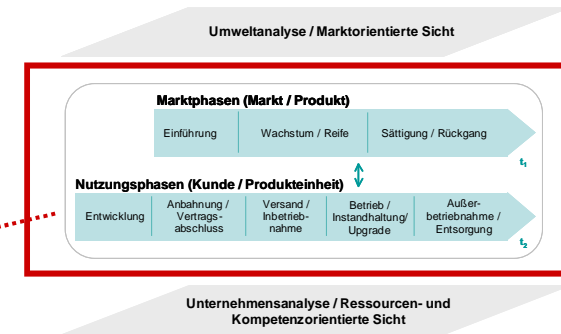 Umweltanalyse / Marktorientierte Sicht
Marktphasen (Markt / Produkt)
Einführung
Wachstum / Reife
Sättigung / Rückgang
t1
Nutzungsphasen (Kunde / Produkteinheit)
Entwicklung
Anbahnung /
Vertrags-
abschluss
Versand /
Inbetrieb-
nahme
Betrieb /
Instandhaltung/
Upgrade
Außer-
betriebnahme /
Entsorgung
t2
Unternehmensanalyse / Ressourcen- und
Kompetenzorientierte Sicht